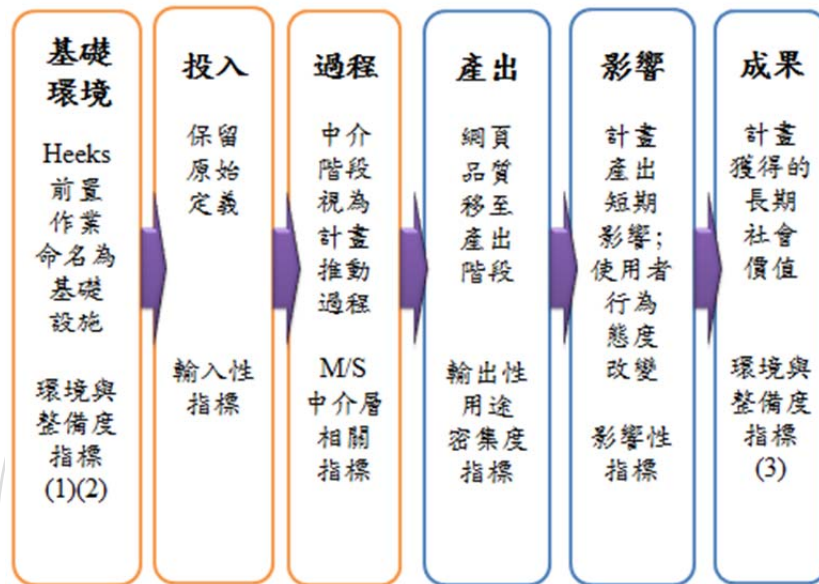 基礎
環境
Heeks
前置
作業
命名為
基礎
設施
環境與
整備度
指標
(1)(2)
投入
保留
原始
定義
輸入性
指標
過程
中介
階段
視為
計畫
推動
過程
M/S
中介層
相關
指標
產出
網頁
品質
移至
產出
階段
輸出性
用途
密集度
指標
影響
計畫
產出
短期
影響;
使用者
行為
態度
改變
影響性
指標
成果
計畫
獲得的
長期
社會
價值
環境與
整備度
指標
(3)